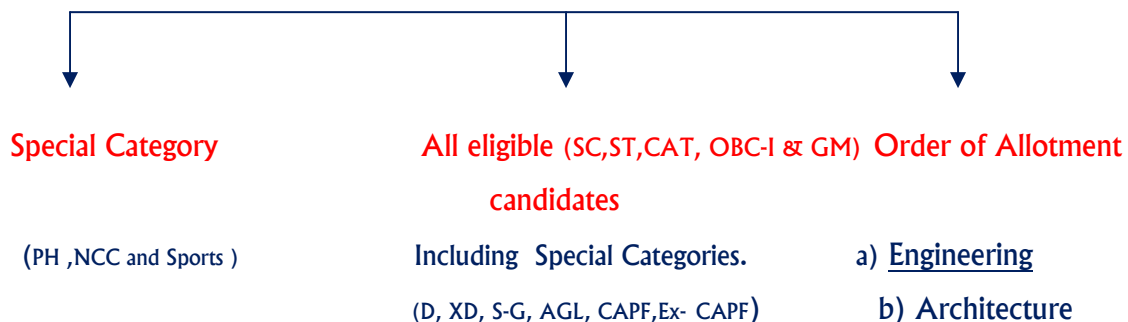 Special Category
All eligible (SC,ST,CAT, OBC-I & GM)
candidates
Order of Allotment
(PH ,NCC and Sports )
Including Special Categories.
(D, XD, S-G, AGL, CAPF,Ex- CAPF)
a) Engineering
b) Architecture